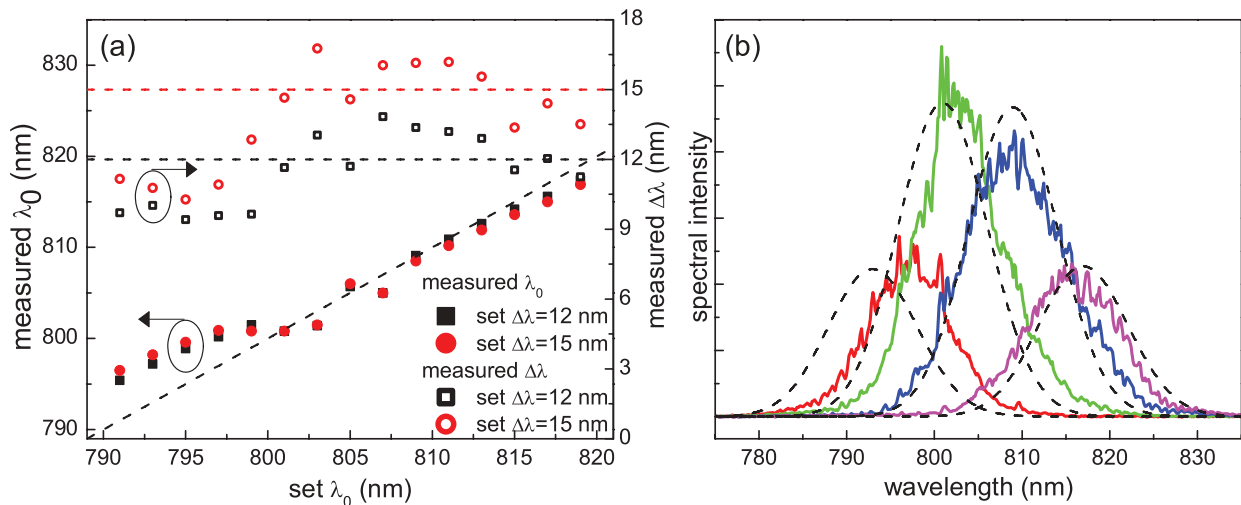 (a)
measured λ0 (nm)
830
820
810
800
790
790 795 800 805 810 815 820
set λ0 (nm)
18
15
12
9
6
3
0
measured Δλ (nm)
measured λ0
set Δλ=12 nm
set Δλ=15 nm
measured Δλ
set Δλ=12 nm
set Δλ=15 nm
(b)
spectral intensity
780 790 800 810 820 830
wavelength (nm)